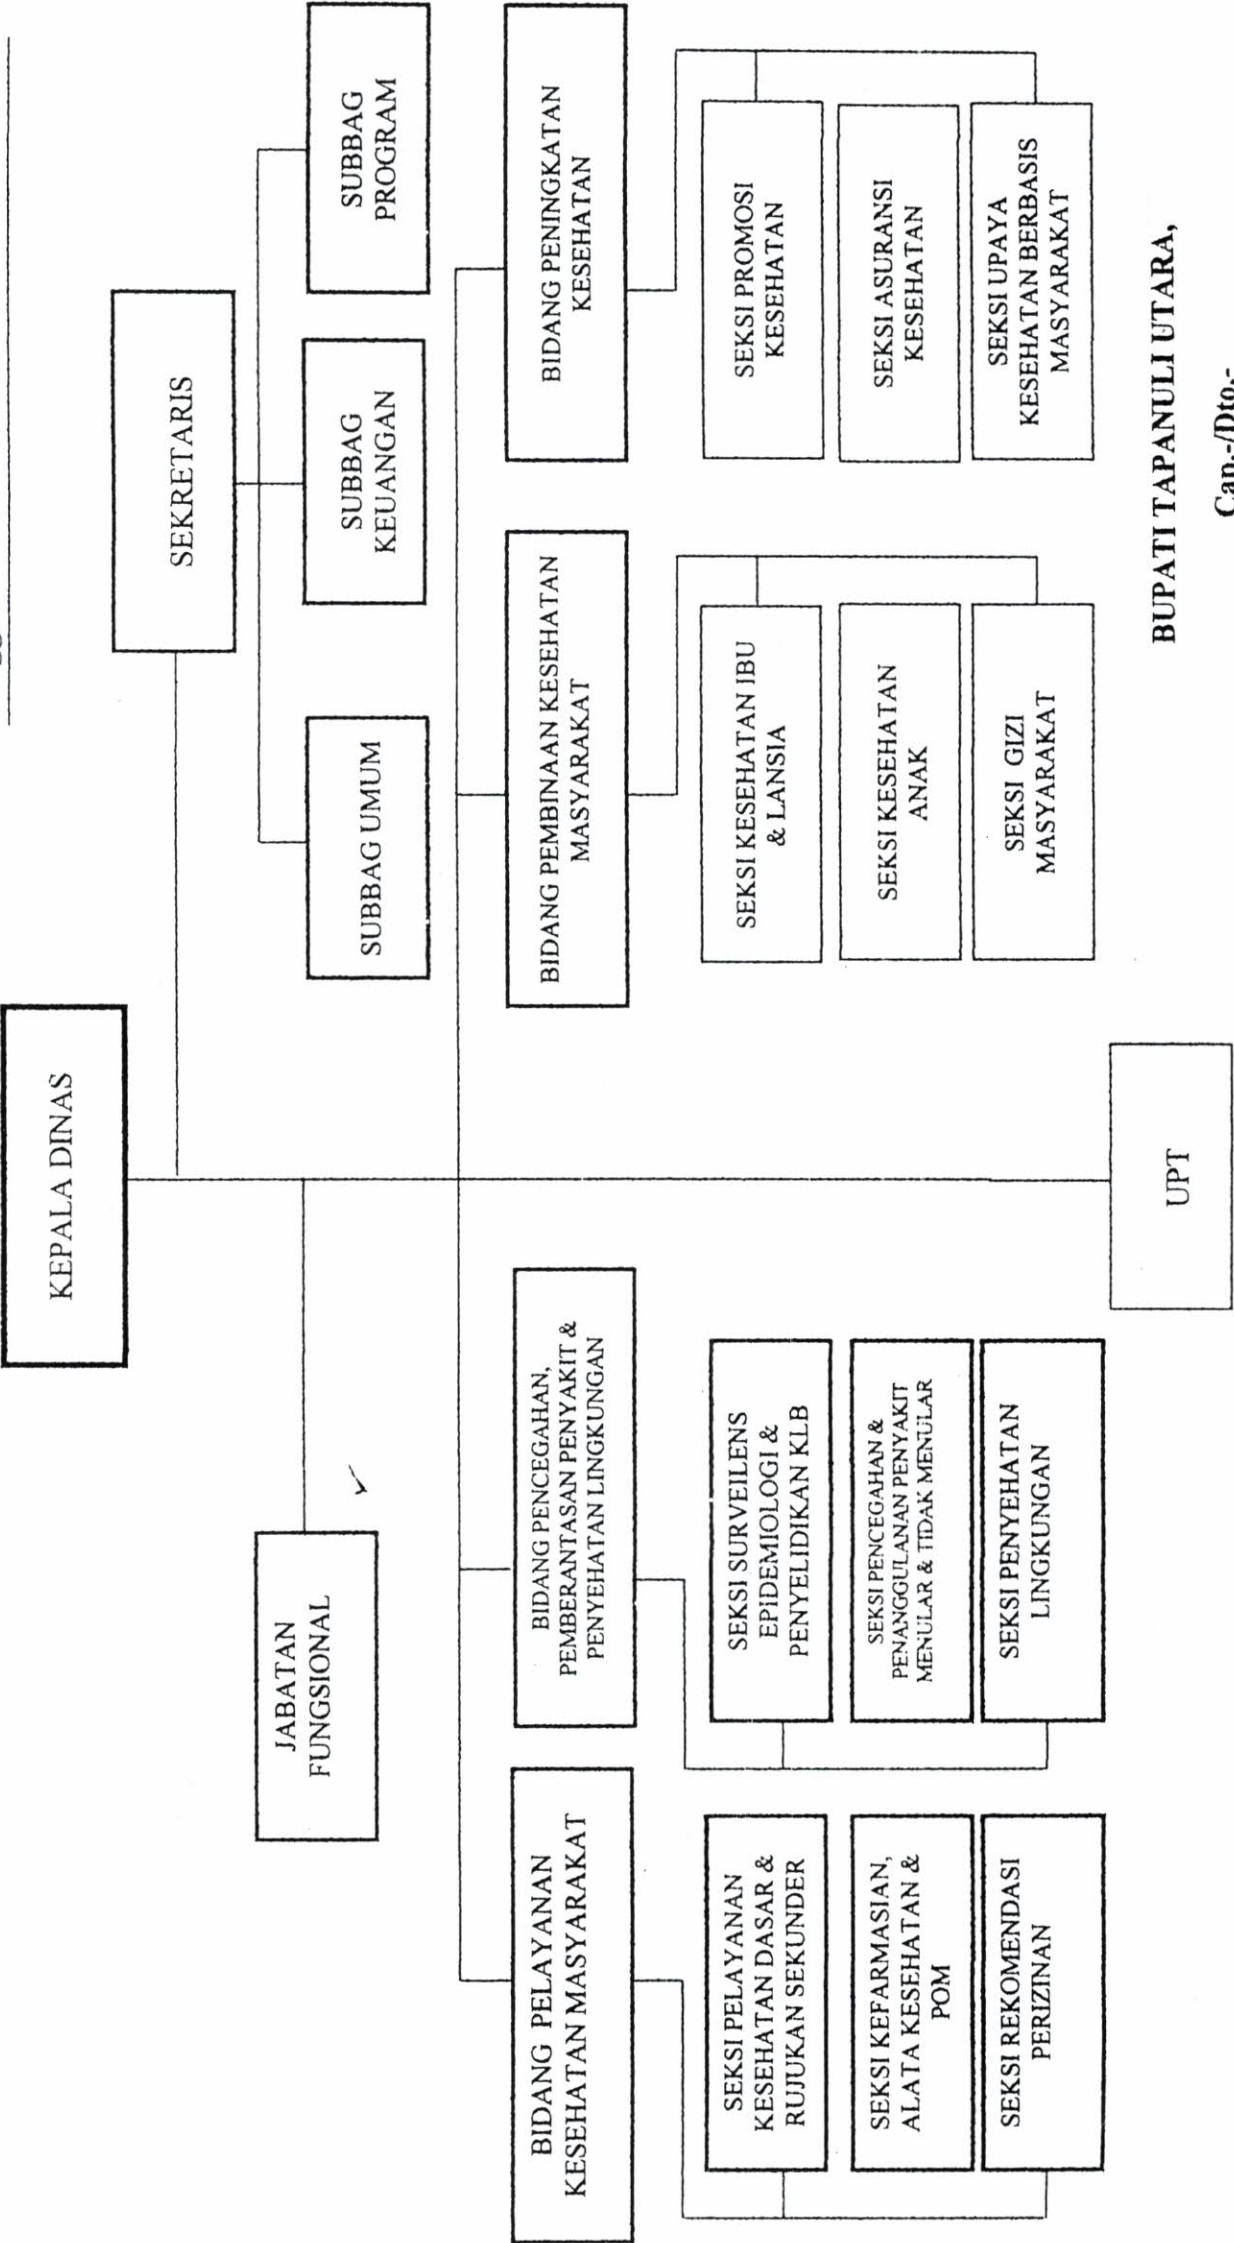 KEPALA DINAS
SEKRETARIS
JABATAN
FUNGSIONAL
SUBBAG UMUM
SUBBAG
KEUANGAN
SUBBAG
PROGRAM
BIDANG PELAYANAN
KESEHATAN MASYARAKAT
BIDANG PENCEGAHAN,
PEMBERANTASAN PENYAKIT &
PENYEHATAN LINGKUNGAN
BIDANG PEMBINAAN KESEHATAN
MASYARAKAT
BIDANG PENINGKATAN
KESEHATAN
SEKSI PELAYANAN
KESEHATAN DASAR &
RUJUKAN SEKUNDER
SEKSI KEFARMASIAN,
ALATA KESEHATAN &
POM
SEKSI REKOMENDASI
PERIZINAN
SEKSI SURVEILENS
EPIDEMIOLOGI &
PENYELIDIKAN KLB
SEKSI PENCEGAHAN &
PENANGGULANAN PENYAKIT
MENULAR & TIDAK MENULAR
SEKSI PENYEHATAN
LINGKUNGAN
SEKSI KESEHATAN IBU
& LANSIA
SEKSI KESEHATAN
ANAK
SEKSI GIZI
MASYARAKAT
SEKSI PROMOSI
KESEHATAN
SEKSI ASURANSI
KESEHATAN
SEKSI UPAYA
KESEHATAN BERBASIS
MASYARAKAT
UPT
BUPATI TAPANULI UTARA,
Cap.-/Dto.-